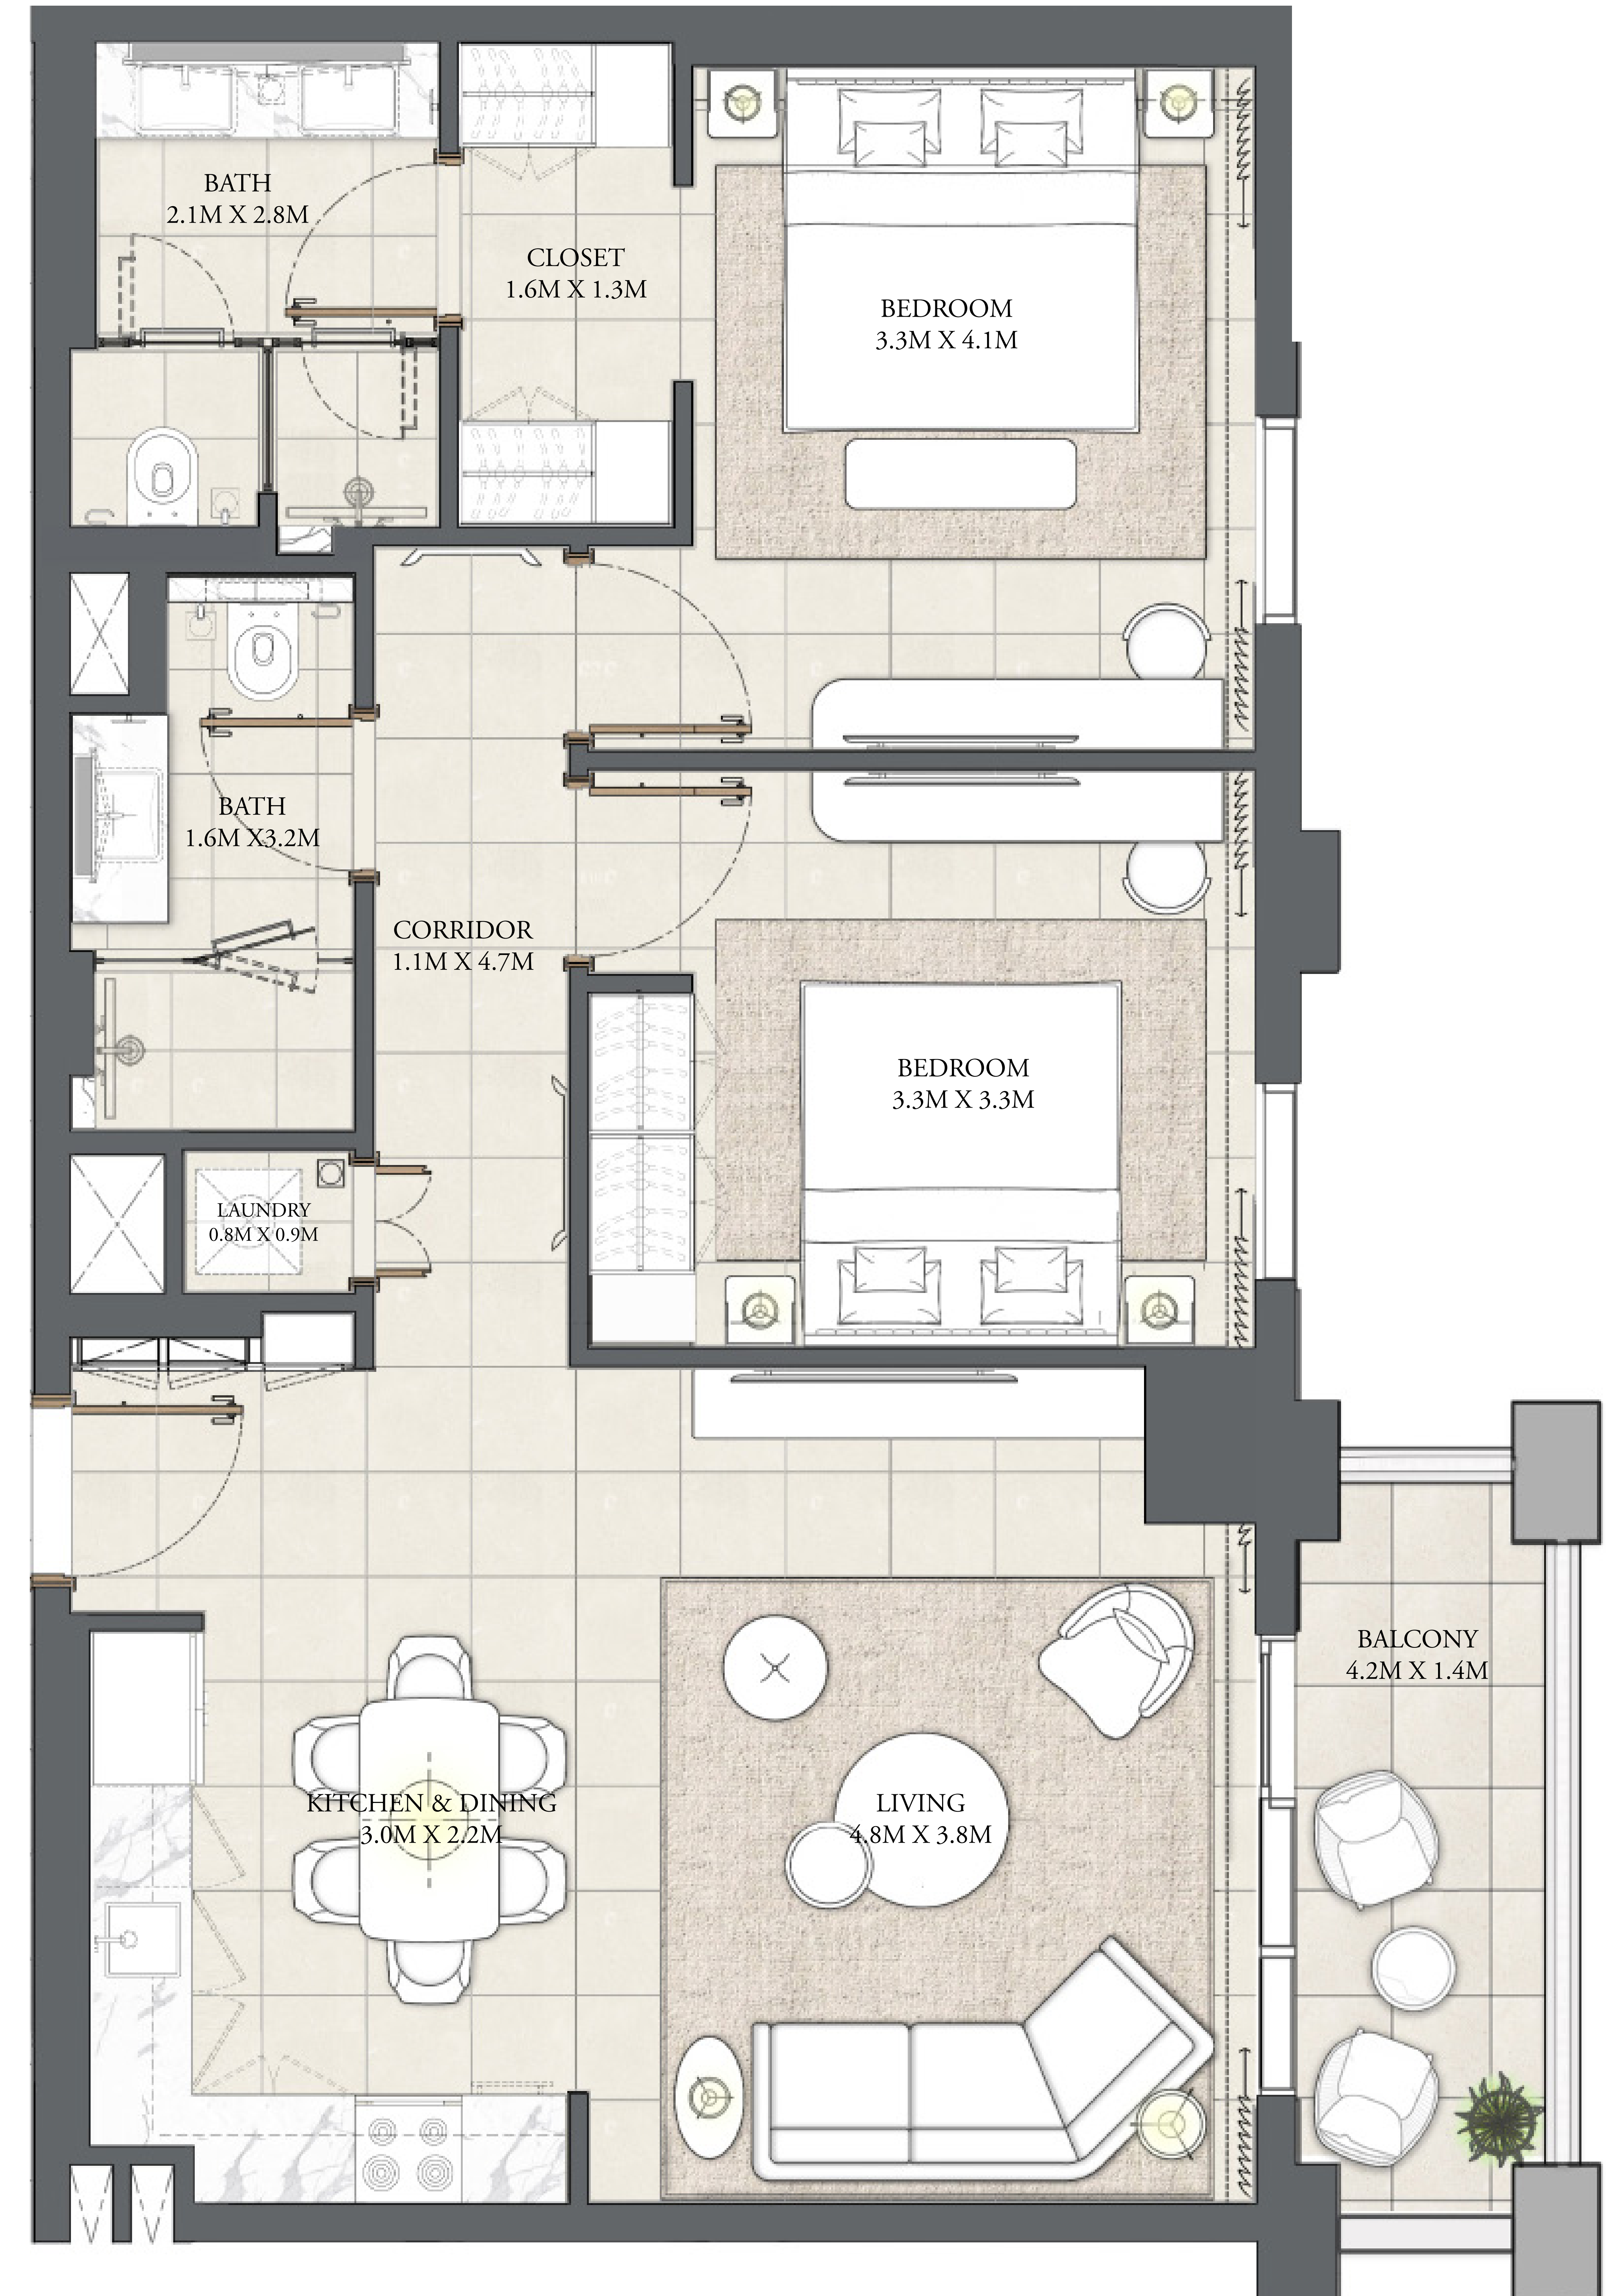 BATH
2.1M X 2.8M
CLOSET
1.6M X 1.3M
BEDROOM
3.3M X 4.1M
BATH
1.6M X3.2M
CORRIDOR
1.1M X 4.7M
BEDROOM
3.3M X 3.3M
LAUNDRY
0.8M X 0.9M
BALCONY
4.2M X 1.4M
KITCHEN & DINING
3.0M X 2.2M
LIVING
4.8M X 3.8M